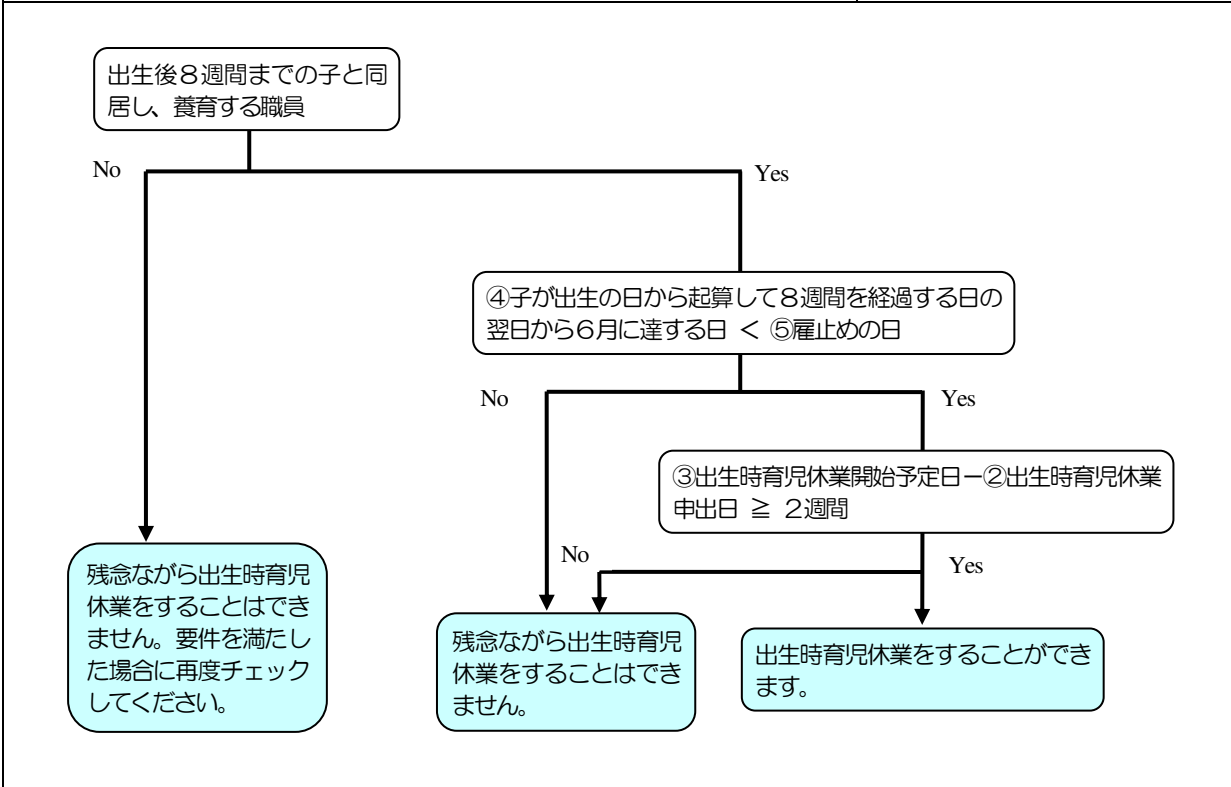 出生後８週間までの子と同
居し、養育する職員
No
Yes
④子が出生の日から起算して８週間を経過する日の
翌日から６月に達する日 ＜ ⑤雇止めの日
No
Yes
③出生時育児休業開始予定日－②出生時育児休業
申出日 ≧ ２週間
No
Yes
残念ながら出生時育児
休業をすることはでき
ません。要件を満たし
た場合に再度チェック
してください。
残念ながら出生時育児
休業をすることはでき
ません。
出生時育児休業をすることができ
ます。